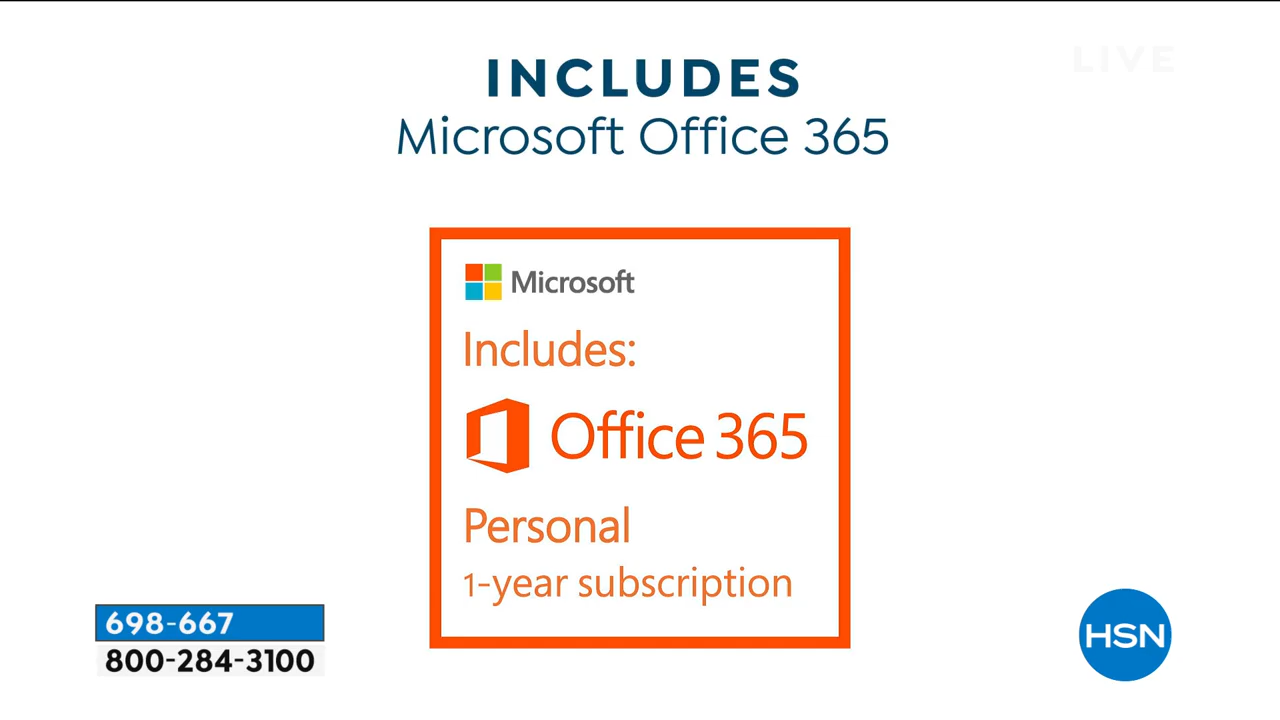 LIVE
INCLUDES
Microsoft Office 365
Microsoft
Includes:
Office 365
Personal
1-year subscription
698-667
800-284-3100
HSN